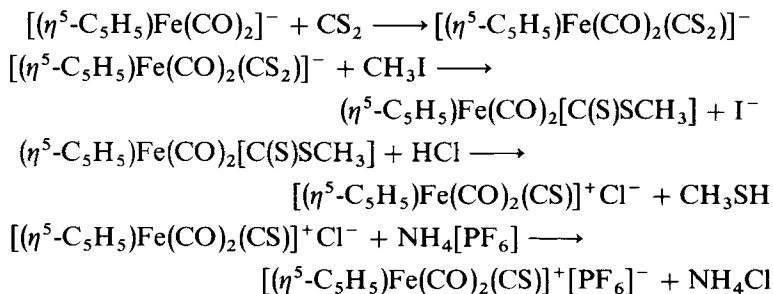 [(η⁵-C₅H₅)Fe(CO)₂]⁻ + CS₂ ⟶ [(η⁵-C₅H₅)Fe(CO)₂(CS₂)]⁻
[(η⁵-C₅H₅)Fe(CO)₂(CS₂)]⁻ + CH₃I ⟶
(η⁵-C₅H₅)Fe(CO)₂[C(S)SCH₃] + I⁻
(η⁵-C₅H₅)Fe(CO)₂[C(S)SCH₃] + HCl ⟶
[(η⁵-C₅H₅)Fe(CO)₂(CS)]⁺Cl⁻ + CH₃SH
[(η⁵-C₅H₅)Fe(CO)₂(CS)]⁺Cl⁻ + NH₄[PF₆] ⟶
[(η⁵-C₅H₅)Fe(CO)₂(CS)]⁺[PF₆]⁻ + NH₄Cl